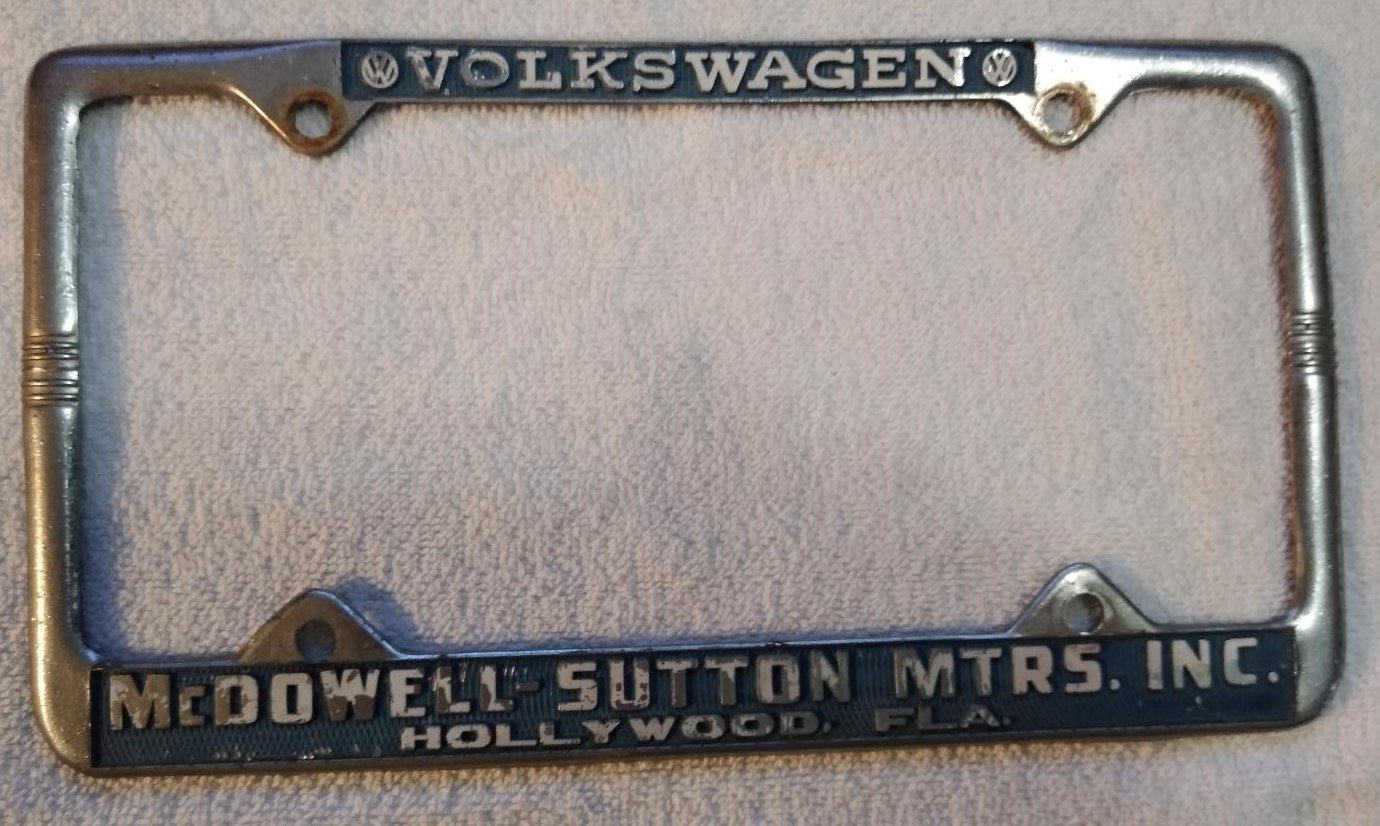 VOLKSWAGEN
McDOWELL-SUTTON MTRS. INC.
HOLLYWOOD, FLA.